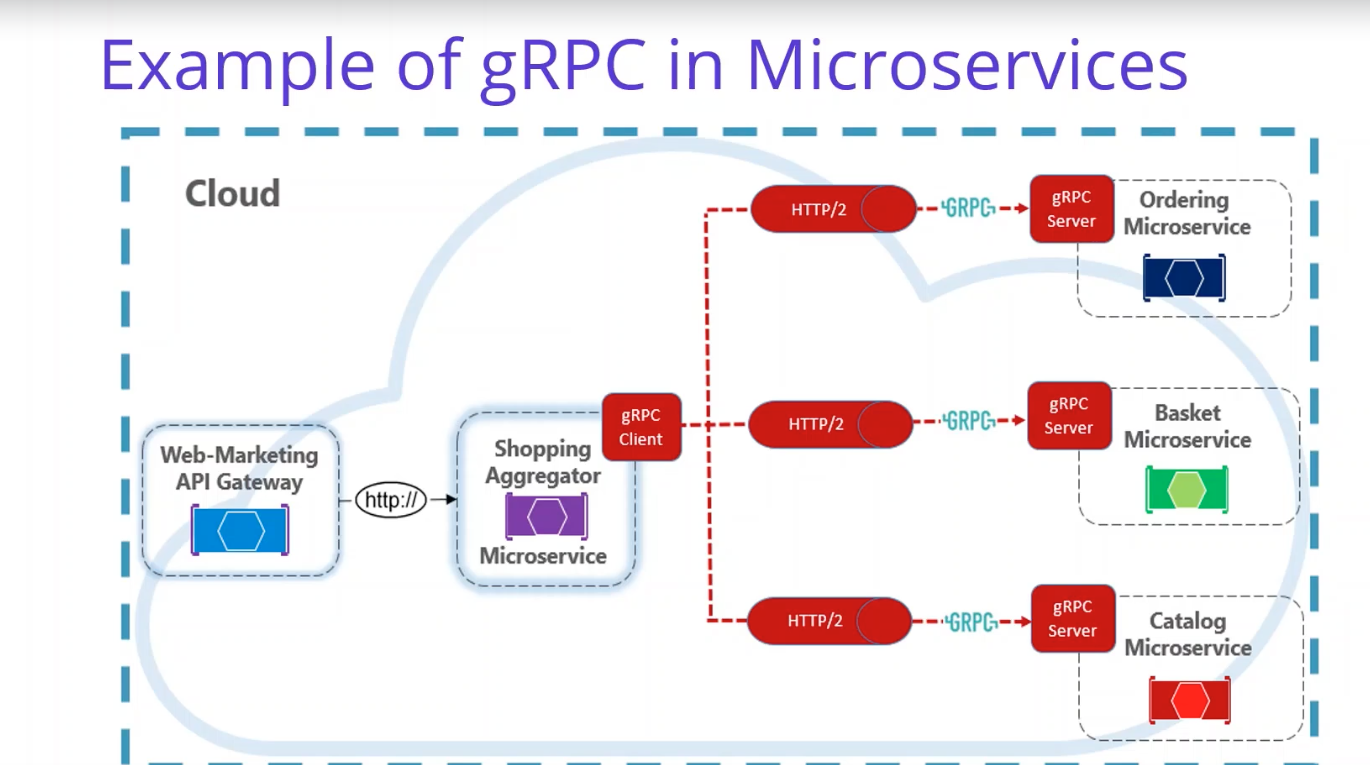 Example of gRPC in Microservices
Cloud
HTTP/2
GRPC
gRPC
Server
Ordering
Microservice
Web-Marketing
API Gateway
http://
Shopping
Aggregator
Microservice
gRPC
Client
HTTP/2
GRPC
gRPC
Server
Basket
Microservice
HTTP/2
GRPC
gRPC
Server
Catalog
Microservice